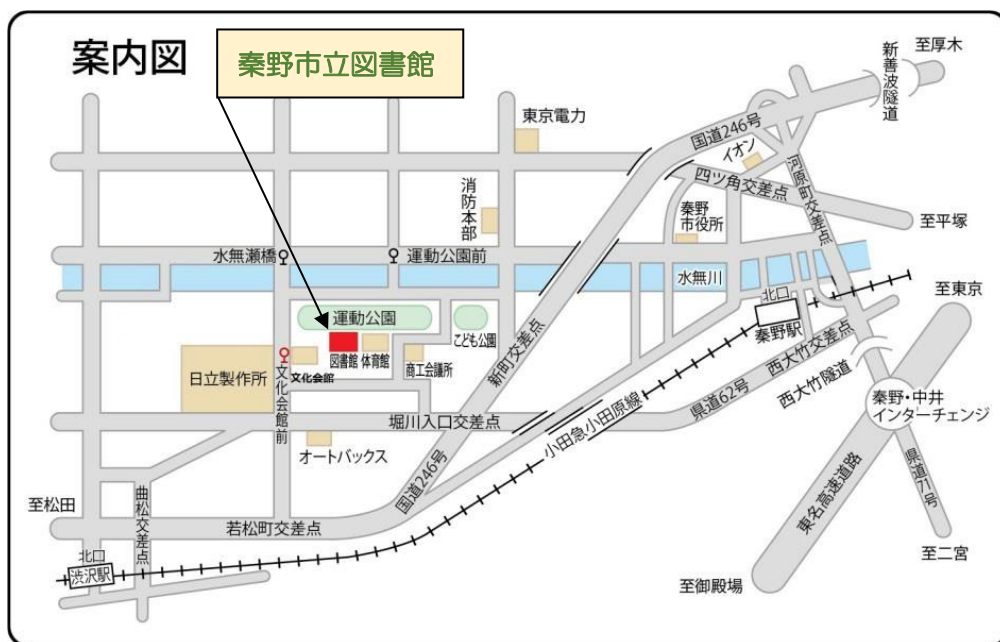 案内図
秦野市立図書館
至厚木
新善波隧道
東京電力
国道246号
イオン
四ツ角交差点
河原町交差点
消防本部
秦野
市役所
至平塚
水無瀬橋
運動公園前
水無川
至東京
北口
秦野駅
運動公園
こども公園
図書館
体育館
商工会議所
文化会館
日立製作所
文化会館前
新町交差点
西大竹交差点
西大竹隧道
県道62号
小田急小田原線
秦野・中井
インターチェンジ
堀川入口交差点
オートバックス
国道246号
東名高速道路
県道71号
至松田
曲松交差点
若松町交差点
北口
渋沢駅
至二宮
至御殿場